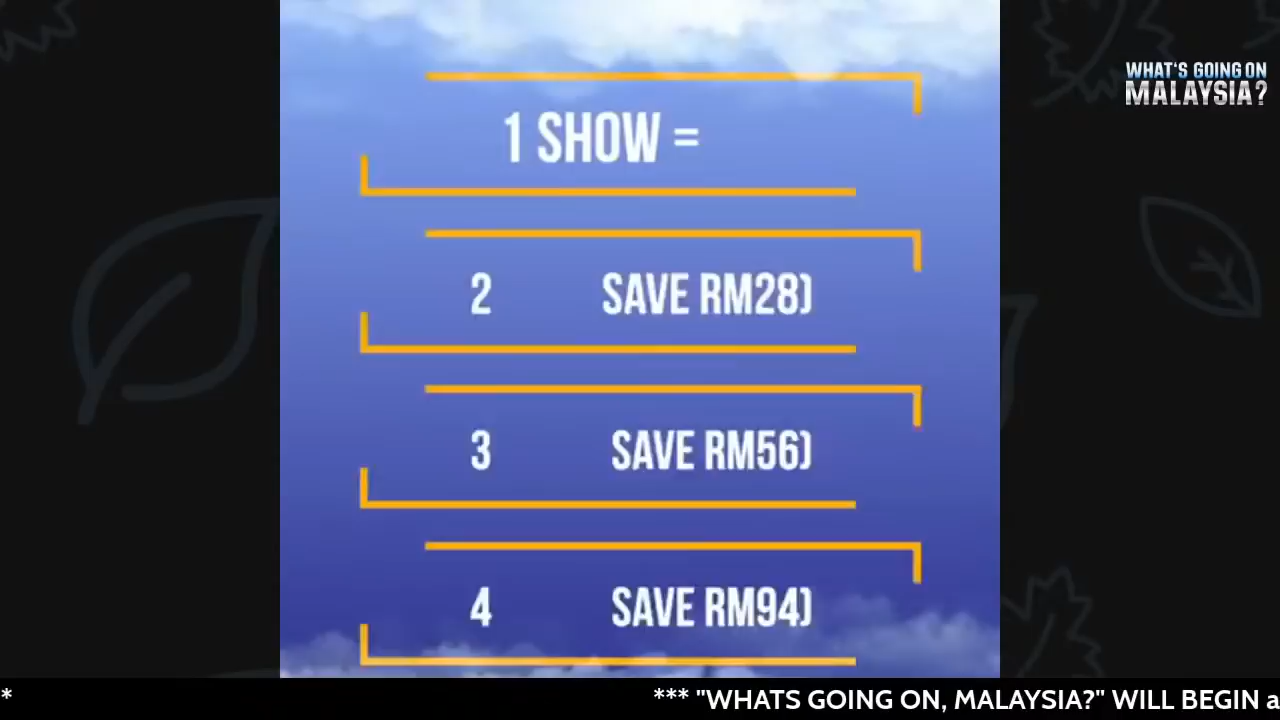 WHAT'S GOING ON
MALAYSIA?
1 SHOW =
2 SAVE RM28)
3 SAVE RM56)
4 SAVE RM94)
* *** "WHATS GOING ON, MALAYSIA?" WILL BEGIN a